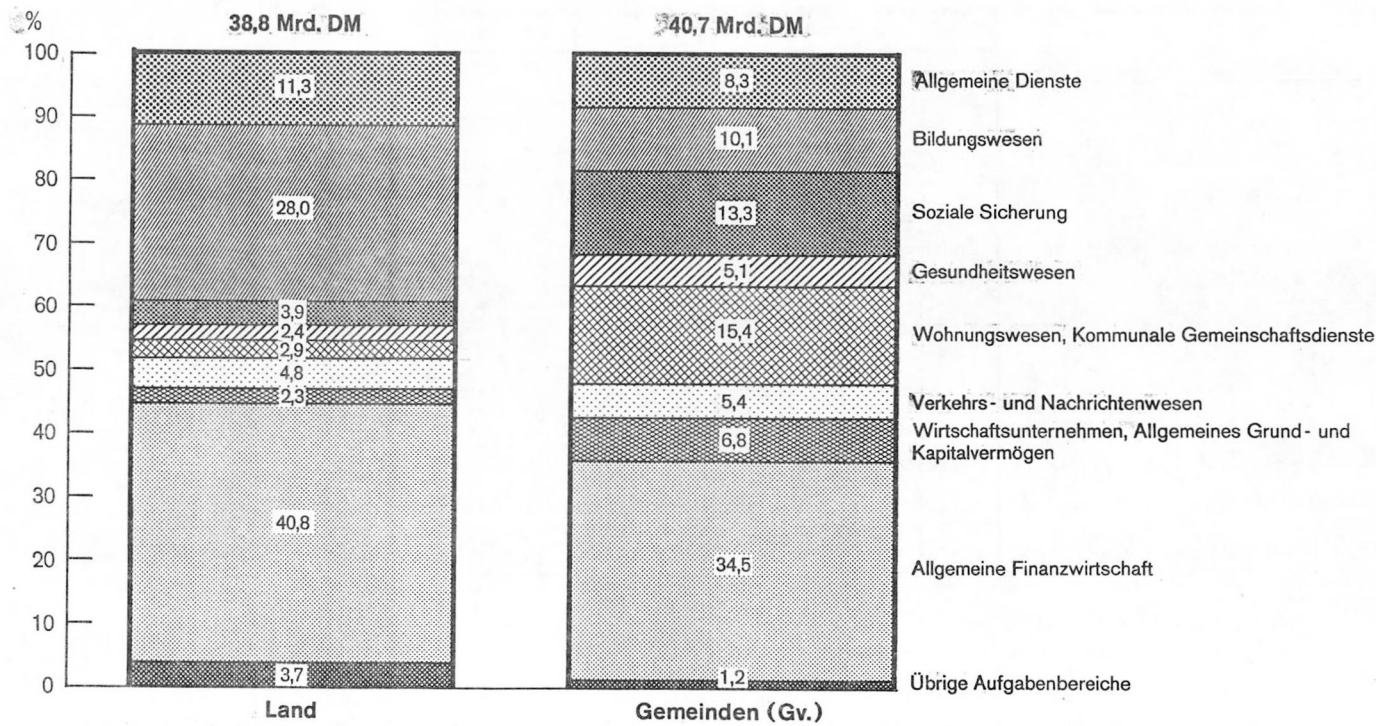 %
38,8 Mrd. DM
40,7 Mrd. DM
100
90
80
70
60
50
40
30
20
10
0
11,3
28,0
3,9
2,4
2,9
4,8
2,3
40,8
3,7
8,3
10,1
13,3
5,1
15,4
5,4
6,8
34,5
1,2
Allgemeine Dienste
Bildungswesen
Soziale Sicherung
Gesundheitswesen
Wohnungswesen, Kommunale Gemeinschaftsdienste
Verkehrs- und Nachrichtenwesen
Wirtschaftsunternehmen, Allgemeines Grund- und
Kapitalvermögen
Allgemeine Finanzwirtschaft
Übrige Aufgabenbereiche
Land
Gemeinden (Gv.)